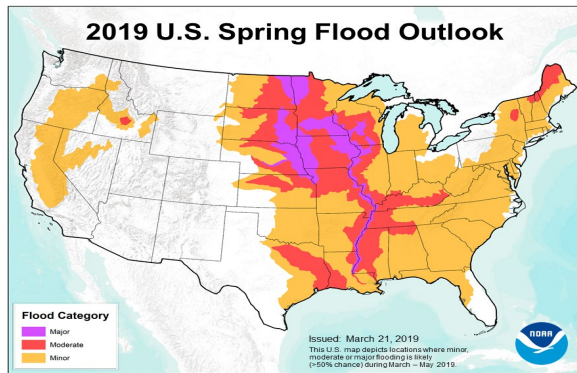 2019 U.S. Spring Flood Outlook
Flood Category
Major
Moderate
Minor
Issued: March 21, 2019
This U.S. map depicts locations where minor,
moderate or major flooding is likely
(>50% chance) during March – May 2019.
NOAA